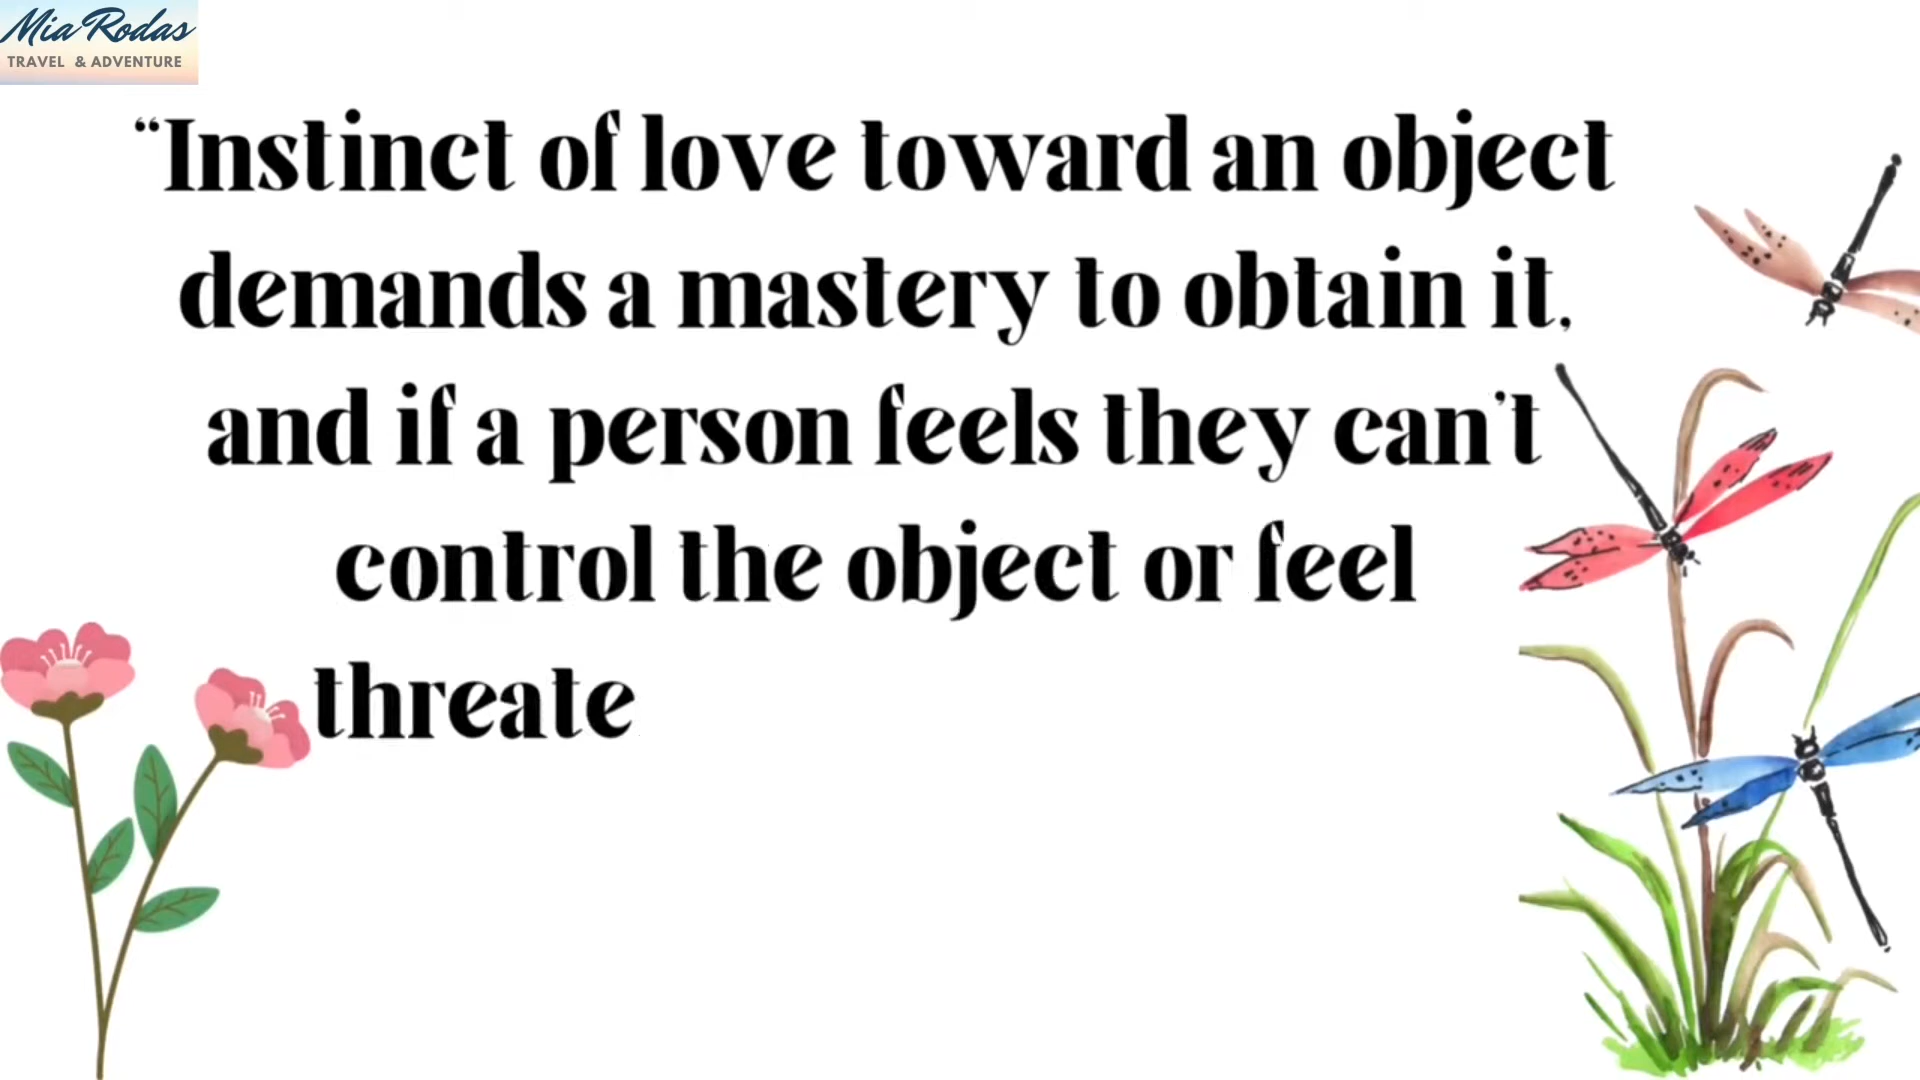 Mia Rodas
TRAVEL & ADVENTURE
“Instinct of love toward an object
demands a mastery to obtain it,
and if a person feels they can't
control the object or feel
threate